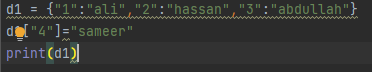 d1 = {"1":"ali","2":"hassan","3":"abdullah"}
d["4"]="sameer"
print(d1)